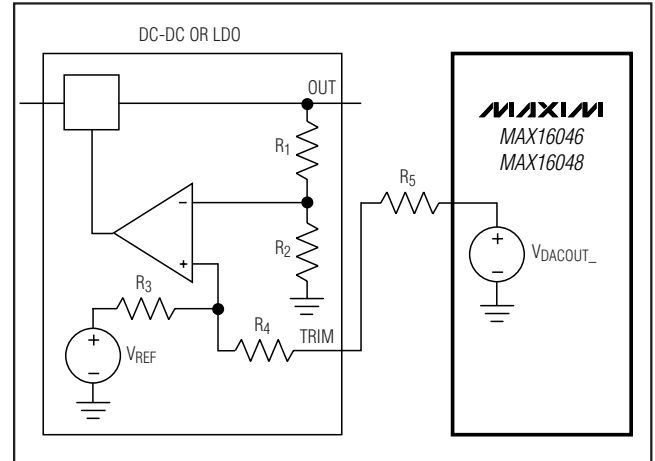 DC-DC OR LDO
OUT
MAXIM
MAX16046
MAX16048
R1
R5
−
R2
+
VDACOUT_
+
−
R3
R4
TRIM
+
VREF
−